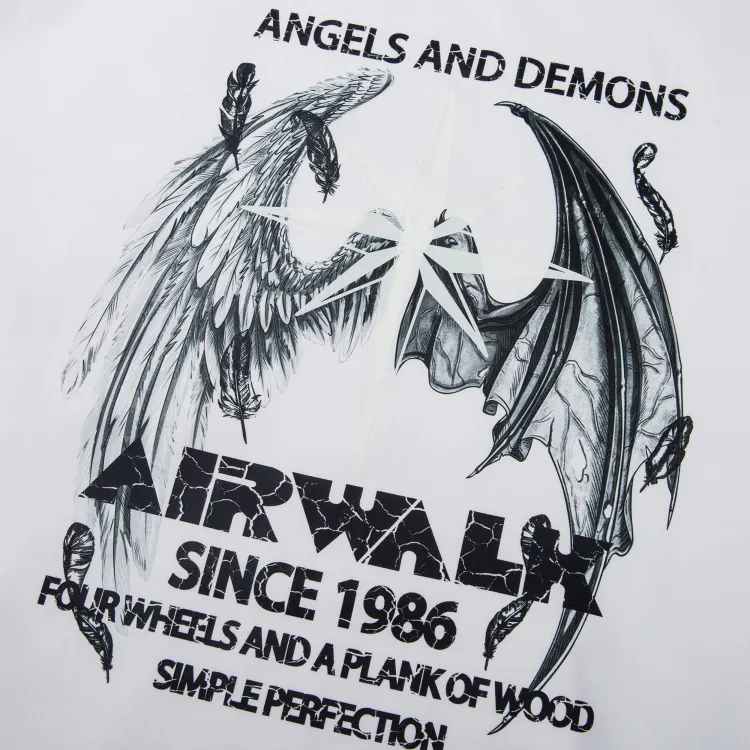 ANGELS AND DEMONS
AIRWALK
SINCE 1986
FOUR WHEELS AND A PLANK OF WOOD
SIMPLE PERFECTION